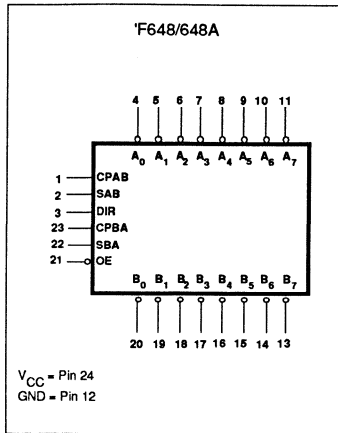 'F648/648A
4 5 6 7 8 9 10 11
A0 A1 A2 A3 A4 A5 A6 A7
1 CPAB
2 SAB
3 DIR
23 CPBA
22 SBA
21 OE
B0 B1 B2 B3 B4 B5 B6 B7
20 19 18 17 16 15 14 13
VCC = Pin 24
GND = Pin 12